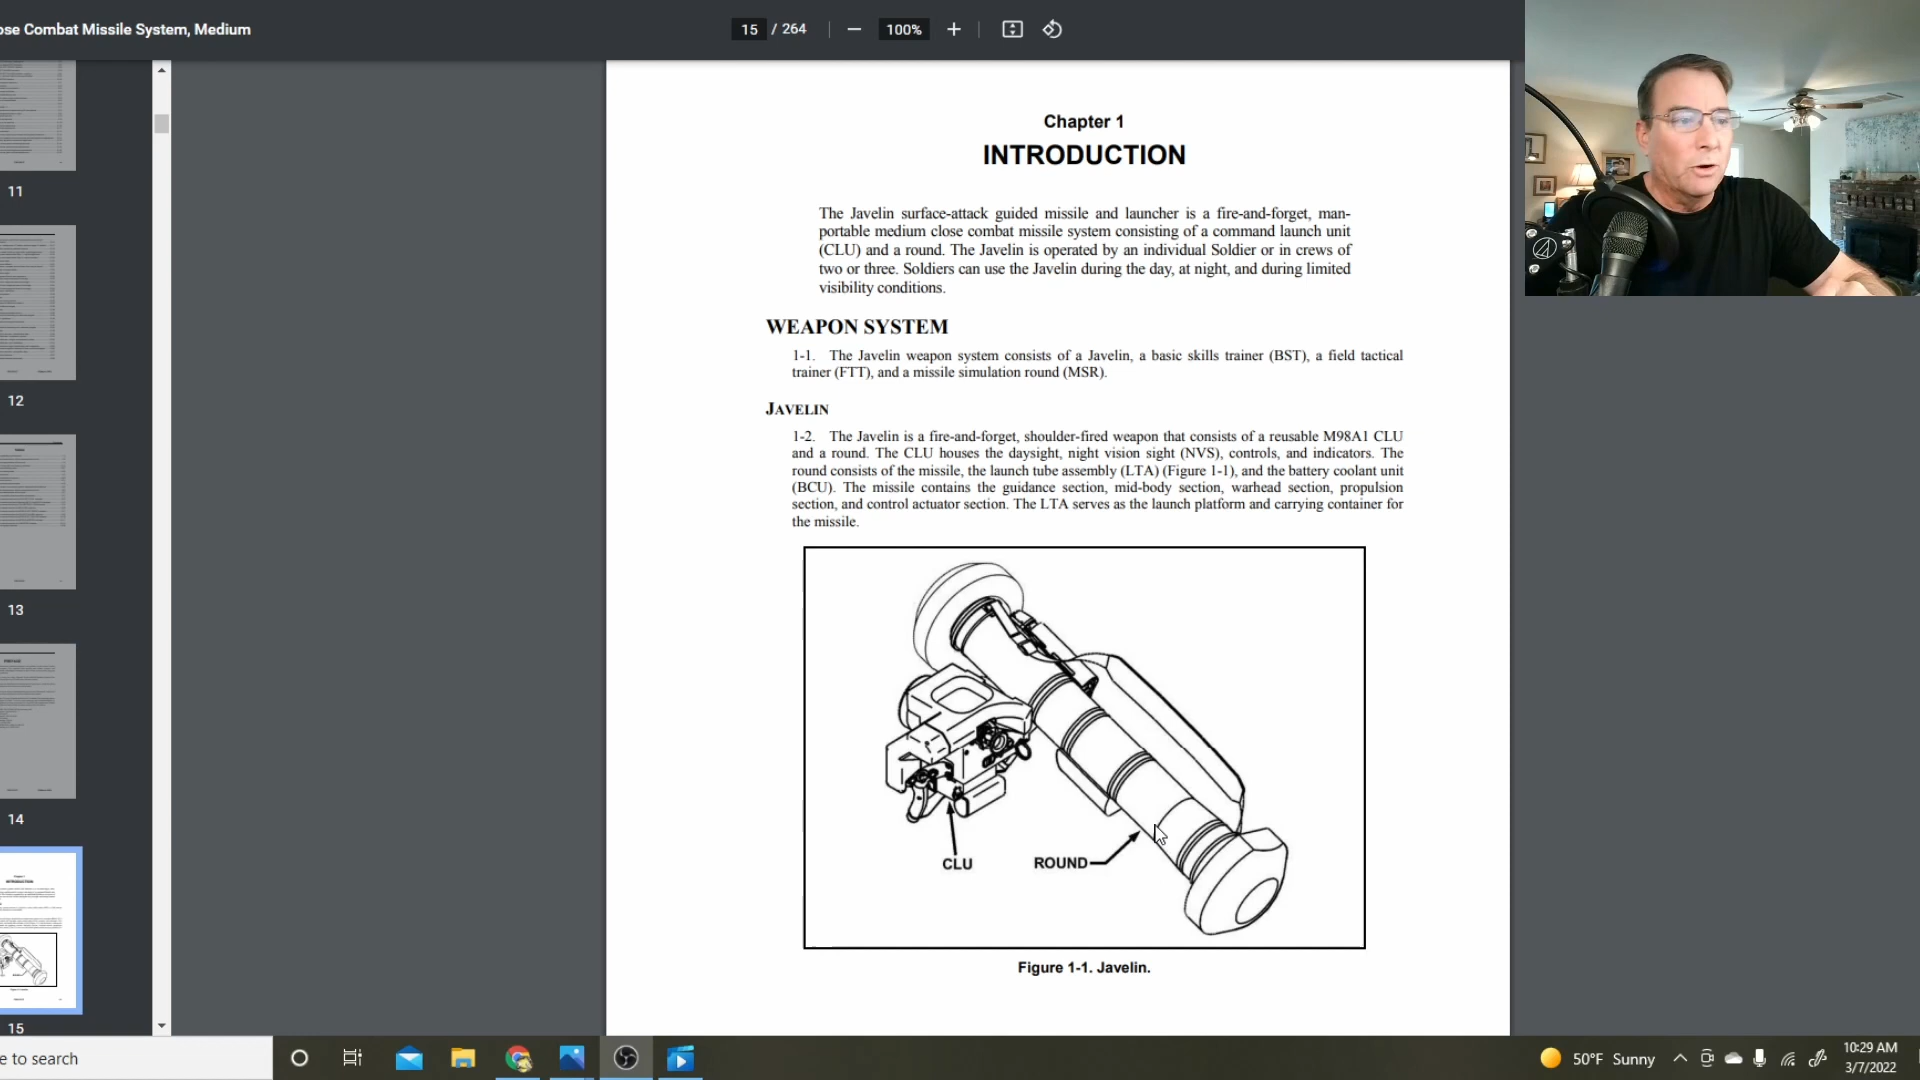 ose Combat Missile System, Medium
15 / 264
100%
11
12
13
14
15
Chapter 1
INTRODUCTION
The Javelin surface-attack guided missile and launcher is a fire-and-forget, man-
portable medium close combat missile system consisting of a command launch unit
(CLU) and a round. The Javelin is operated by an individual Soldier or in crews of
two or three. Soldiers can use the Javelin during the day, at night, and during limited
visibility conditions.
WEAPON SYSTEM
1-1. The Javelin weapon system consists of a Javelin, a basic skills trainer (BST), a field tactical
trainer (FTT), and a missile simulation round (MSR).
JAVELIN
1-2. The Javelin is a fire-and-forget, shoulder-fired weapon that consists of a reusable M98A1 CLU
and a round. The CLU houses the daysight, night vision sight (NVS), controls, and indicators. The
round consists of the missile, the launch tube assembly (LTA) (Figure 1-1), and the battery coolant unit
(BCU). The missile contains the guidance section, mid-body section, warhead section, propulsion
section, and control actuator section. The LTA serves as the launch platform and carrying container for
the missile.
CLU
ROUND
Figure 1-1. Javelin.
e to search
50°F Sunny
10:29 AM
3/7/2022